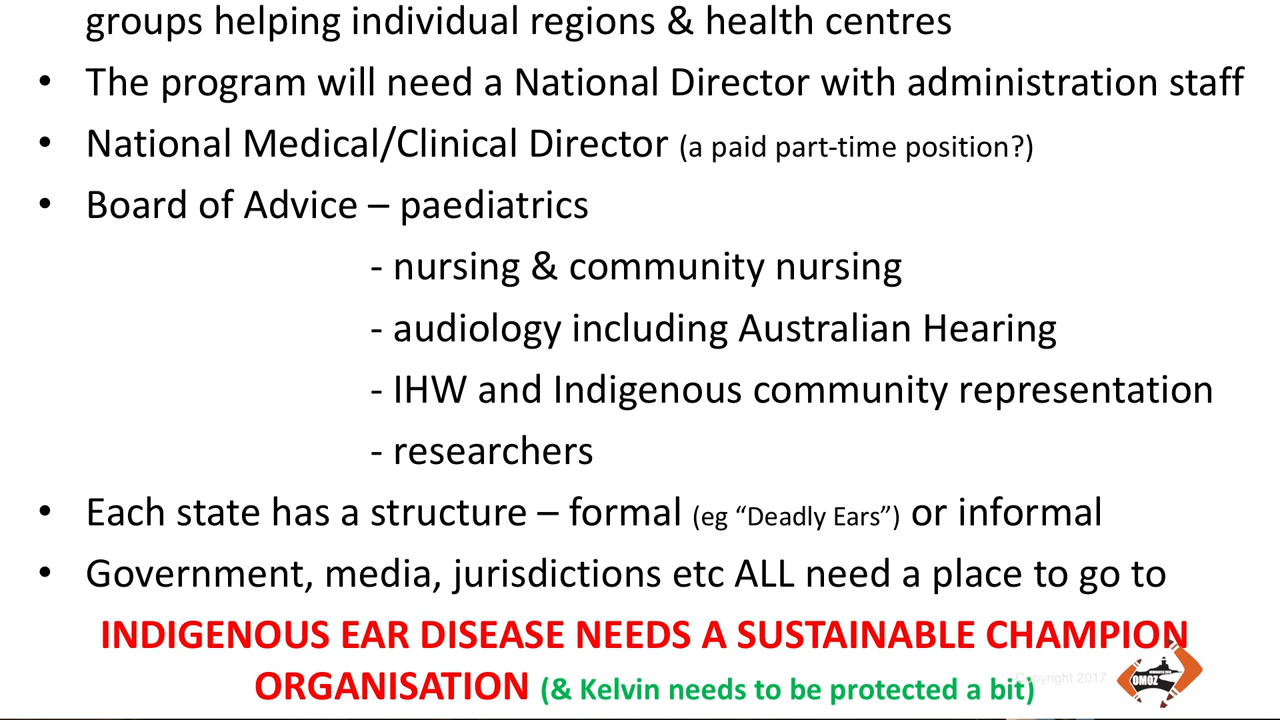 groups helping individual regions & health centres
• The program will need a National Director with administration staff
• National Medical/Clinical Director (a paid part-time position?)
• Board of Advice – paediatrics
- nursing & community nursing
- audiology including Australian Hearing
- IHW and Indigenous community representation
- researchers
• Each state has a structure – formal (eg “Deadly Ears”) or informal
• Government, media, jurisdictions etc ALL need a place to go to
INDIGENOUS EAR DISEASE NEEDS A SUSTAINABLE CHAMPION
ORGANISATION (& Kelvin needs to be protected a bit)
Copyright 2017
OMOZ